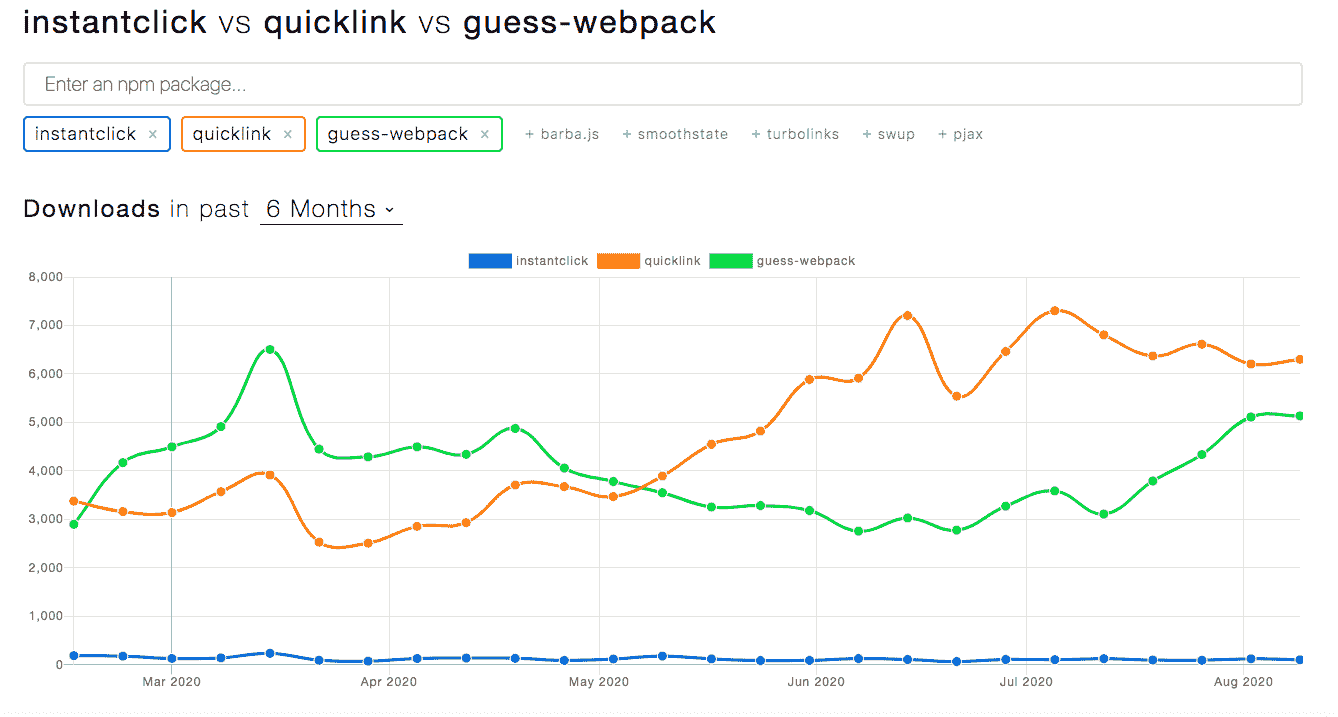 instantclick vs quicklink vs guess-webpack
Enter an npm package...
instantclick × quicklink × guess-webpack × + barba.js + smoothstate + turbolinks + swup + pjax
Downloads in past 6 Months
instantclick quicklink guess-webpack
8,000
7,000
6,000
5,000
4,000
3,000
2,000
1,000
0
Mar 2020 Apr 2020 May 2020 Jun 2020 Jul 2020 Aug 2020